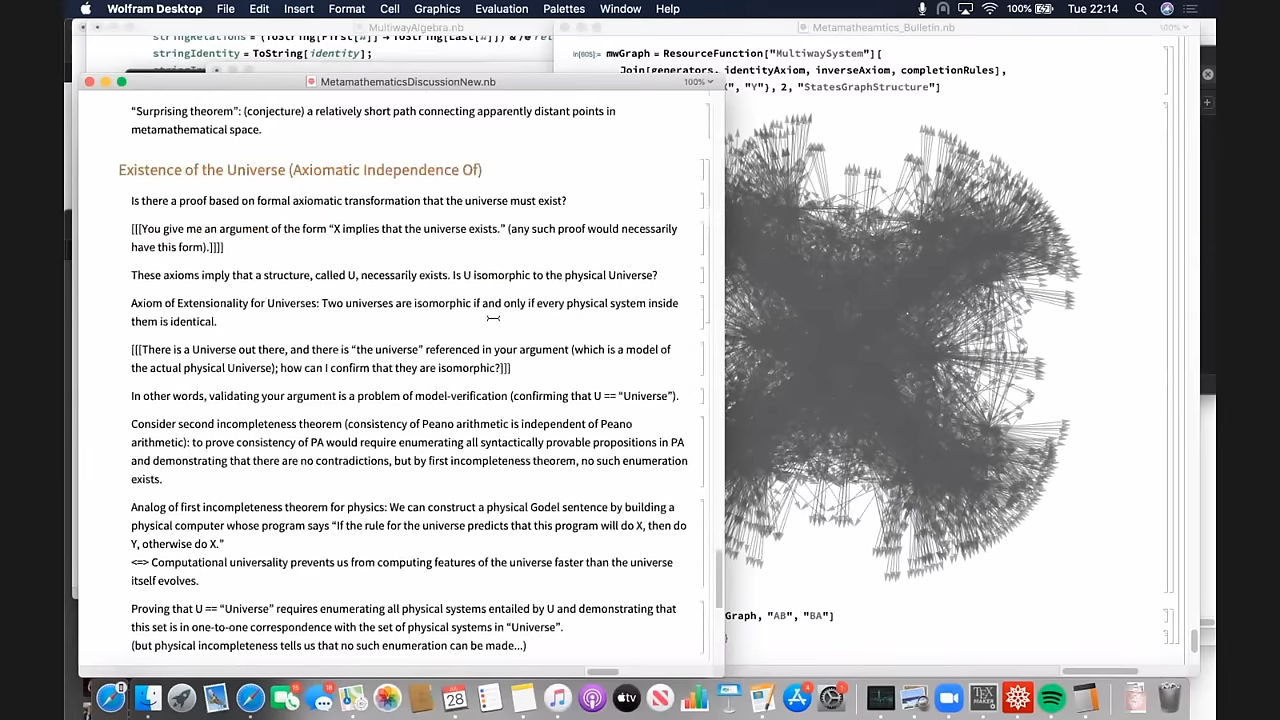 Wolfram Desktop File Edit Insert Format Cell Graphics Evaluation Palettes Window Help 100% Tue 22:14
MultiwayAlgebra.nb
Metamatheamtics_Bulletin.nb 100%
stringIdentity = ToString[identity];
In[605]:= mwGraph = ResourceFunction["MultiwaySystem"][
Join[generators, identityAxiom, inverseAxiom, completionRules],
"Y"}, 2, "StatesGraphStructure"]
MetamathematicsDiscussionNew.nb 100%
“Surprising theorem”: (conjecture) a relatively short path connecting apparently distant points in
metamathematical space.
Existence of the Universe (Axiomatic Independence Of)
Is there a proof based on formal axiomatic transformation that the universe must exist?
[[[You give me an argument of the form “X implies that the universe exists.” (any such proof would necessarily
have this form).]]]]
These axioms imply that a structure, called U, necessarily exists. Is U isomorphic to the physical Universe?
Axiom of Extensionality for Universes: Two universes are isomorphic if and only if every physical system inside
them is identical.
[[[There is a Universe out there, and there is “the universe” referenced in your argument (which is a model of
the actual physical Universe); how can I confirm that they are isomorphic?]]]
In other words, validating your argument is a problem of model-verification (confirming that U == “Universe”).
Consider second incompleteness theorem (consistency of Peano arithmetic is independent of Peano
arithmetic): to prove consistency of PA would require enumerating all syntactically provable propositions in PA
and demonstrating that there are no contradictions, but by first incompleteness theorem, no such enumeration
exists.
Analog of first incompleteness theorem for physics: We can construct a physical Godel sentence by building a
physical computer whose program says “If the rule for the universe predicts that this program will do X, then do
Y, otherwise do X.”
<=> Computational universality prevents us from computing features of the universe faster than the universe
itself evolves.
Proving that U == “Universe” requires enumerating all physical systems entailed by U and demonstrating that
this set is in one-to-one correspondence with the set of physical systems in “Universe”.
(but physical incompleteness tells us that no such enumeration can be made...)
Graph, "AB", "BA"]
28
tv
TEX